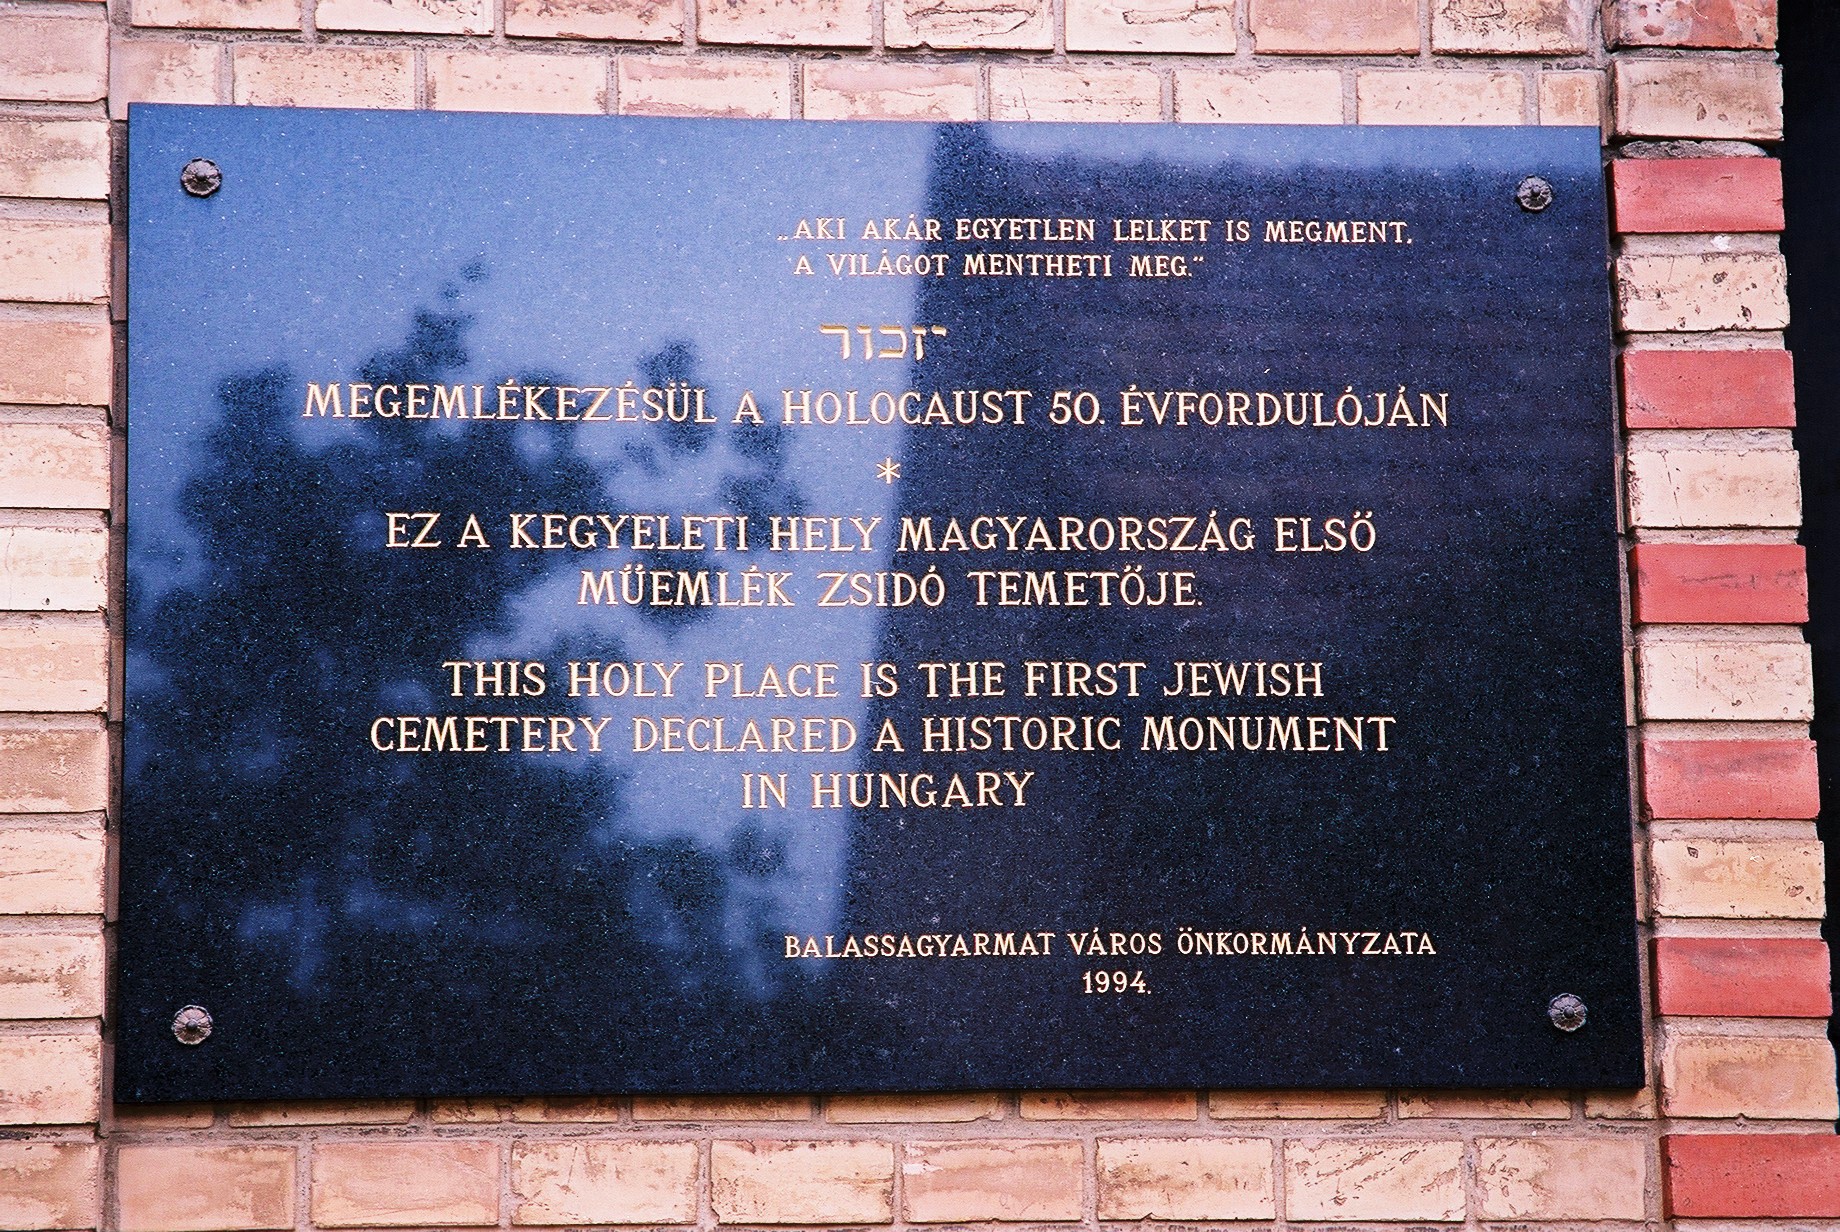 „AKI AKÁR EGYETLEN LELKET IS MEGMENT,
A VILÁGOT MENTHETI MEG.“
יזכור
MEGEMLÉKEZÉSÜL A HOLOCAUST 50. ÉVFORDULÓJÁN
*
EZ A KEGYELETI HELY MAGYARORSZÁG ELSŐ
MŰEMLÉK ZSIDÓ TEMETŐJE.
THIS HOLY PLACE IS THE FIRST JEWISH
CEMETERY DECLARED A HISTORIC MONUMENT
IN HUNGARY
BALASSAGYARMAT VÁROS ÖNKORMÁNYZATA
1994.